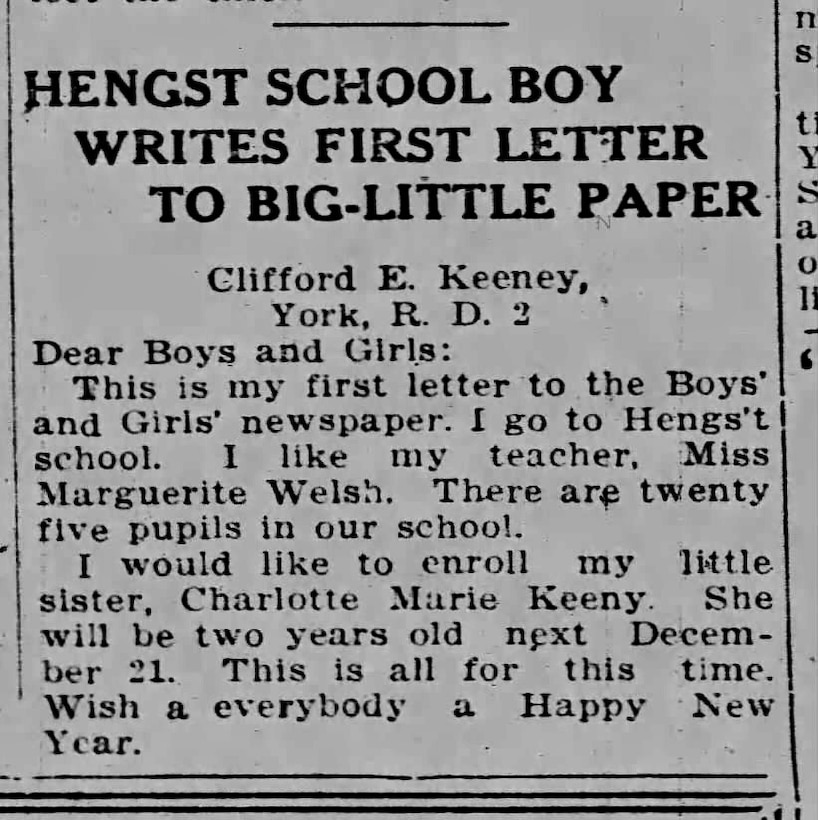 HENGST SCHOOL BOY
WRITES FIRST LETTER
TO BIG-LITTLE PAPER
Clifford E. Keeney,
York, R. D. 2
Dear Boys and Girls:
This is my first letter to the Boys'
and Girls' newspaper. I go to Hengs't
school. I like my teacher, Miss
Marguerite Welsh. There are twenty
five pupils in our school.
I would like to enroll my little
sister, Charlotte Marie Keeny. She
will be two years old next Decem-
ber 21. This is all for this time.
Wish a everybody a Happy New
Year.